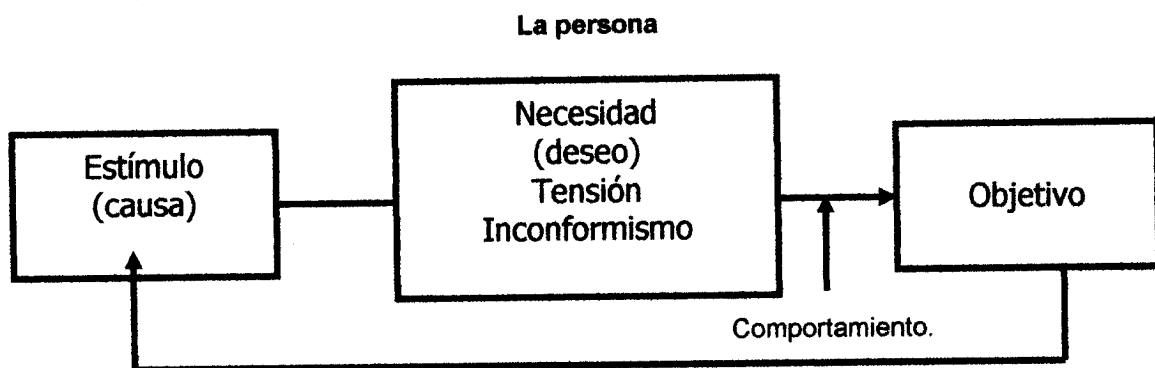 La persona
Estímulo
(causa)
Necesidad
(deseo)
Tensión
Inconformismo
Objetivo
Comportamiento.